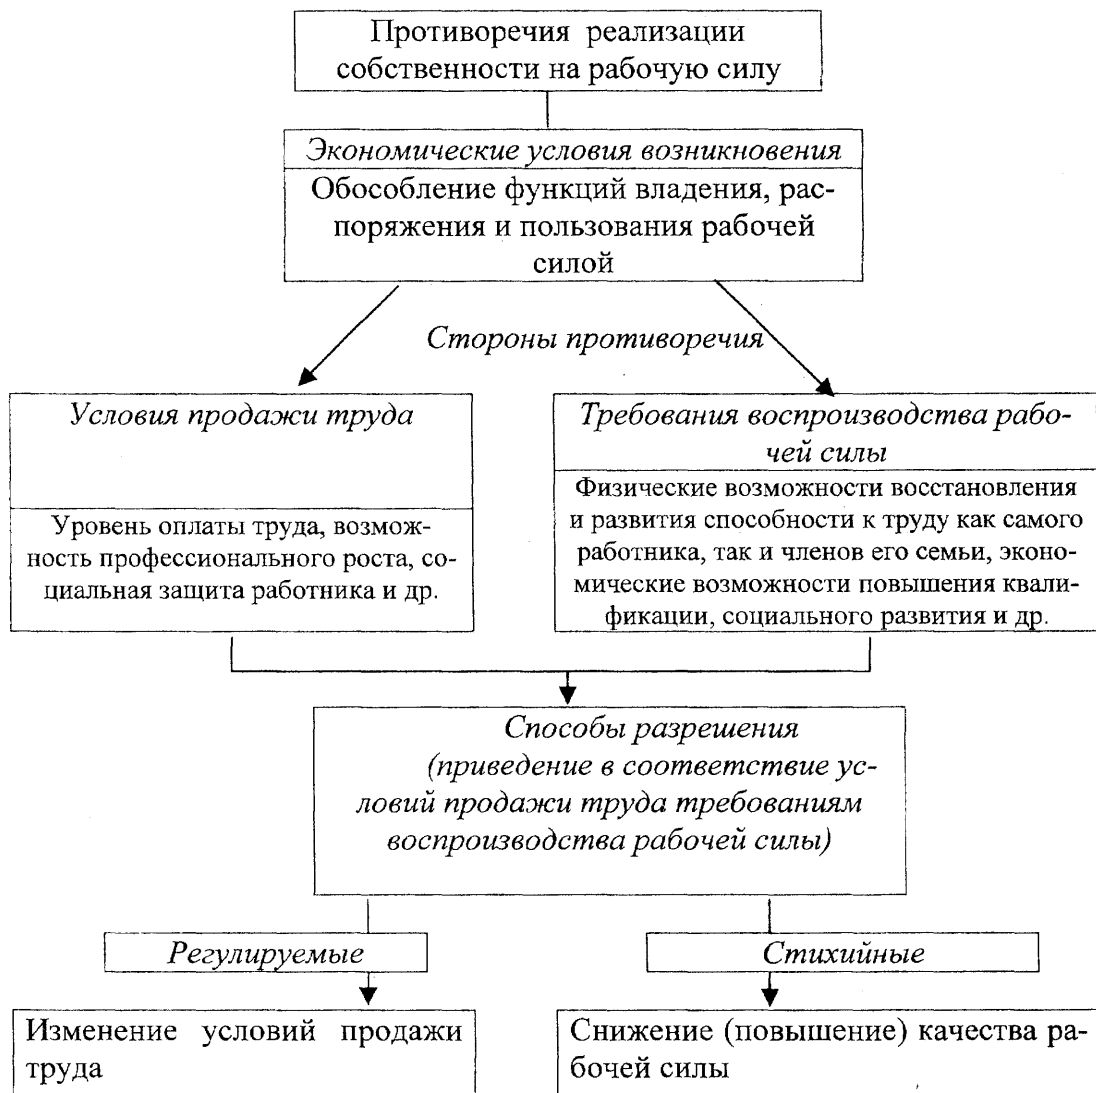 Противоречия реализации
собственности на рабочую силу
Экономические условия возникновения
Обособление функций владения, рас-
поряжения и пользования рабочей
силой
Стороны противоречия
Условия продажи труда
Уровень оплаты труда, возмож-
ность профессионального роста, со-
циальная защита работника и др.
Требования воспроизводства рабо-
чей силы
Физические возможности восстановления
и развития способности к труду как самого
работника, так и членов его семьи, эконо-
мические возможности повышения квали-
фикации, социального развития и др.
Способы разрешения
(приведение в соответствие ус-
ловий продажи труда требованиям
воспроизводства рабочей силы)
Регулируемые
Стихийные
Изменение условий продажи
труда
Снижение (повышение) качества ра-
бочей силы